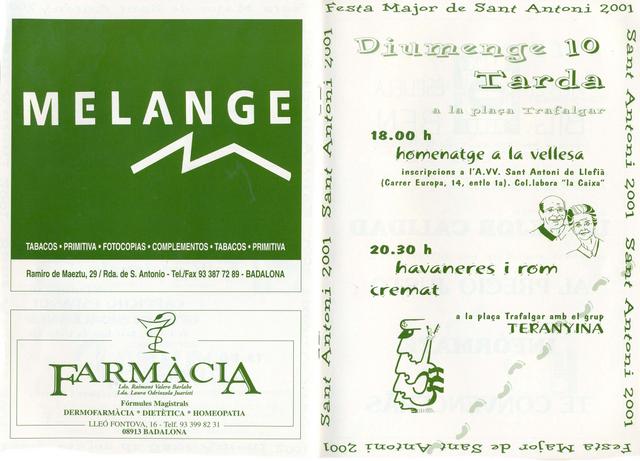 MELANGE
TABACOS • PRIMITIVA • FOTOCOPIAS • COMPLEMENTOS • TABACOS • PRIMITIVA
Ramiro de Maeztu, 29 / Rda. de S. Antonio - Tel./Fax 93 387 72 89 - BADALONA
FARMÀCIA
Ldo. Raimont Valero Barlabe
Lda. Laura Odriozola Juaristi
Fórmules Magistrals
DERMOFARMÀCIA * DIETÈTICA * HOMEOPATIA
LLEÓ FONTOVA, 16 - Telf. 93 399 82 31
08913 BADALONA
Festa Major de Sant Antoni 2001
Sant Antoni 2001 Sant Antoni 2001
Diumenge 10
Tarda
a la plaça Trafalgar
18.00 h
homenatge a la vellesa
inscripcions a l'A.VV. Sant Antoni de Llefià
(Carrer Europa, 14, entlo 1a). Col.labora "la Caixa"
20.30 h
havaneres i rom
cremat
a la plaça Trafalgar amb el grup
TERANYINA
Sant Antoni 2001 Sant Antoni 2001
Festa Major de Sant Antoni 2001